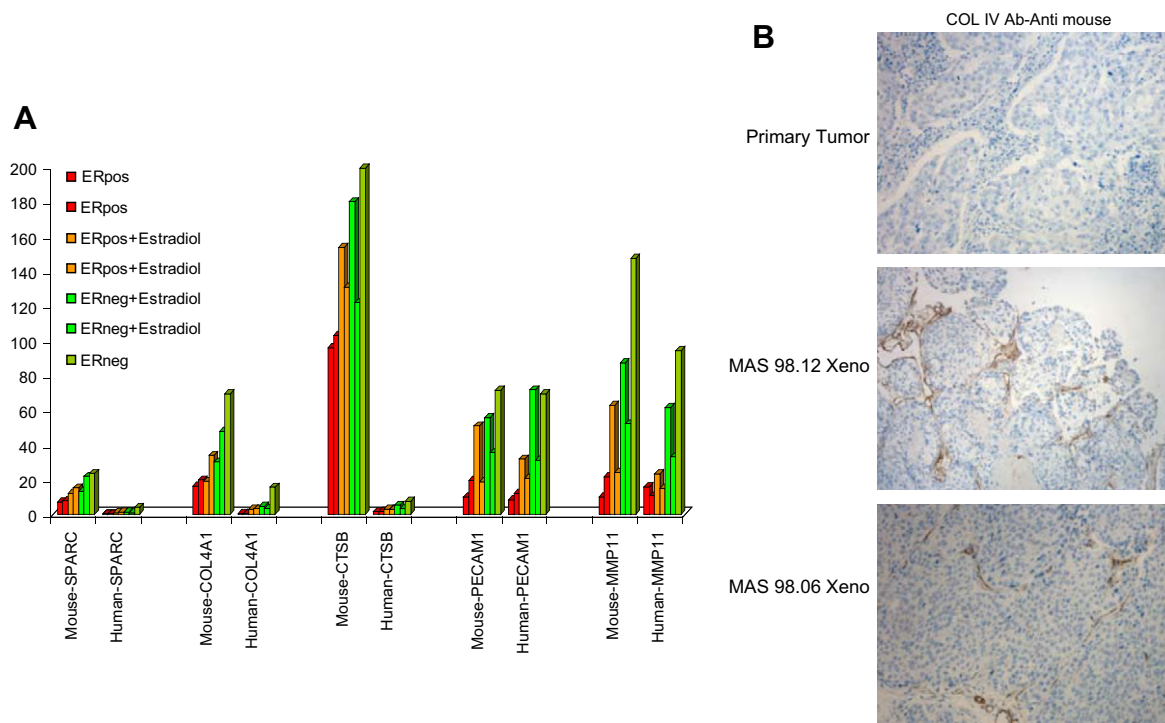 A
200
180
160
140
120
100
80
60
40
20
0
ERpos
ERpos
ERpos+Estradiol
ERpos+Estradiol
ERneg+Estradiol
ERneg+Estradiol
ERneg
Mouse-SPARC
Human-SPARC
Mouse-COL4A1
Human-COL4A1
Mouse-CTSB
Human-CTSB
Mouse-PECAM1
Human-PECAM1
Mouse-MMP11
Human-MMP11
B
COL IV Ab-Anti mouse
Primary Tumor
MAS 98.12 Xeno
MAS 98.06 Xeno